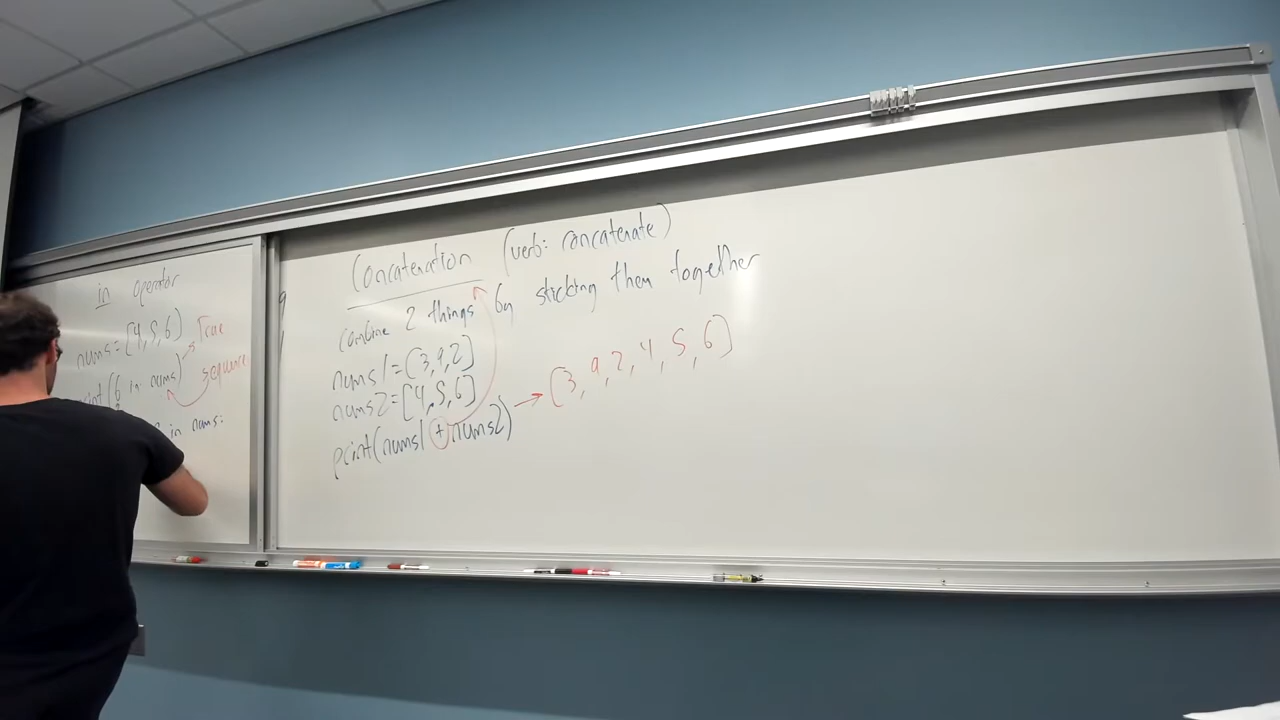 in operator
nums=[4,5,6]
True
print(6 in nums)
sequence
in nums:
Concatenation (verb: concatenate)
combine 2 things by sticking them together
nums1=[3,9,2]
nums2=[4,5,6]
print(nums1+nums2) → [3,9,2,4,5,6]